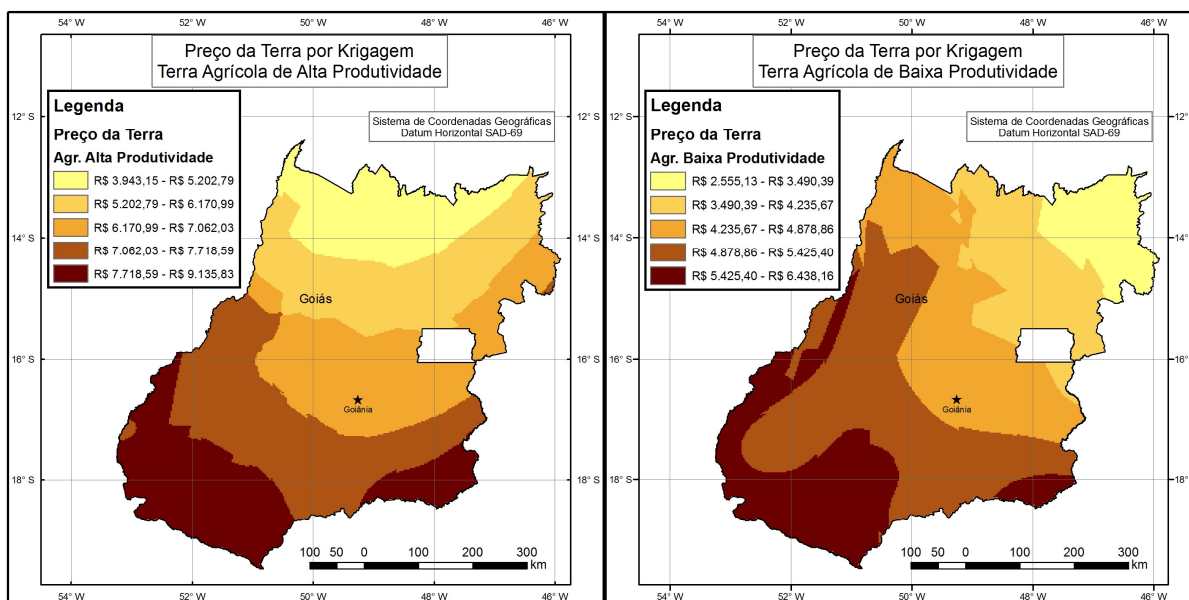 54° W
52° W
50° W
48° W
46° W
Preço da Terra por Krigagem
Terra Agrícola de Alta Produtividade
Legenda
Preço da Terra
Agr. Alta Produtividade
R$ 3.943,15 - R$ 5.202,79
R$ 5.202,79 - R$ 6.170,99
R$ 6.170,99 - R$ 7.062,03
R$ 7.062,03 - R$ 7.718,59
R$ 7.718,59 - R$ 9.135,83
Sistema de Coordenadas Geográficas
Datum Horizontal SAD-69
12° S
12° S
14° S
14° S
16° S
16° S
18° S
18° S
Goiás
Goiânia
100 50 0 100 200 300
km
54° W
52° W
50° W
48° W
46° W
54° W
52° W
50° W
48° W
46° W
Preço da Terra por Krigagem
Terra Agrícola de Baixa Produtividade
Legenda
Preço da Terra
Agr. Baixa Produtividade
R$ 2.555,13 - R$ 3.490,39
R$ 3.490,39 - R$ 4.235,67
R$ 4.235,67 - R$ 4.878,86
R$ 4.878,86 - R$ 5.425,40
R$ 5.425,40 - R$ 6.438,16
Sistema de Coordenadas Geográficas
Datum Horizontal SAD-69
12° S
12° S
14° S
14° S
16° S
16° S
18° S
18° S
Goiás
Goiânia
100 50 0 100 200 300
km
54° W
52° W
50° W
48° W
46° W